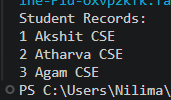 Student Records:
1 Akshit CSE
2 Atharva CSE
3 Agam CSE
PS C:\Users\Nilima\